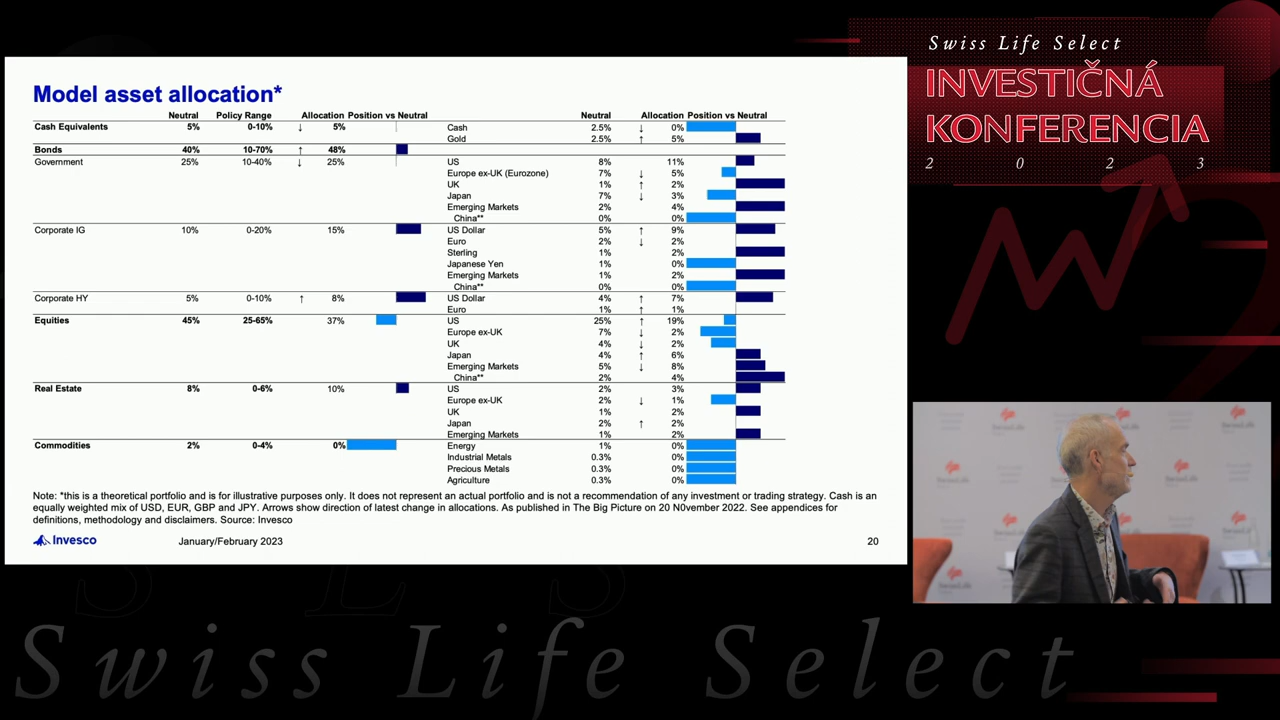 Swiss Life Select
INVESTIČNÁ
KONFERENCIA
2 0 2 3
Model asset allocation*
Neutral Policy Range Allocation Position vs Neutral Neutral Allocation Position vs Neutral
Cash Equivalents 5% 0-10% ↓ 5% Cash 2.5% ↓ 0%
Gold 2.5% ↑ 5%
Bonds 40% 10-70% ↑ 48%
Government 25% 10-40% ↓ 25% US 8% 11%
Europe ex-UK (Eurozone) 7% ↓ 5%
UK 1% ↑ 2%
Japan 7% ↓ 3%
Emerging Markets 2% 4%
China** 0% 0%
Corporate IG 10% 0-20% 15% US Dollar 5% ↑ 9%
Euro 2% ↓ 2%
Sterling 1% 2%
Japanese Yen 1% 0%
Emerging Markets 1% 2%
China** 0% 0%
Corporate HY 5% 0-10% ↑ 8% US Dollar 4% ↑ 7%
Euro 1% ↑ 1%
Equities 45% 25-65% 37% US 25% ↑ 19%
Europe ex-UK 7% ↓ 2%
UK 4% ↓ 2%
Japan 4% ↑ 6%
Emerging Markets 5% ↓ 8%
China** 2% 4%
Real Estate 8% 0-6% 10% US 2% 3%
Europe ex-UK 2% ↓ 1%
UK 1% 2%
Japan 2% ↑ 2%
Emerging Markets 1% 2%
Commodities 2% 0-4% 0% Energy 1% 0%
Industrial Metals 0.3% 0%
Precious Metals 0.3% 0%
Agriculture 0.3% 0%
Note: *this is a theoretical portfolio and is for illustrative purposes only. It does not represent an actual portfolio and is not a recommendation of any investment or trading strategy. Cash is an
equally weighted mix of USD, EUR, GBP and JPY. Arrows show direction of latest change in allocations. As published in The Big Picture on 20 N0vember 2022. See appendices for
definitions, methodology and disclaimers. Source: Invesco
Invesco January/February 2023 20
S L S
Swiss Life Select